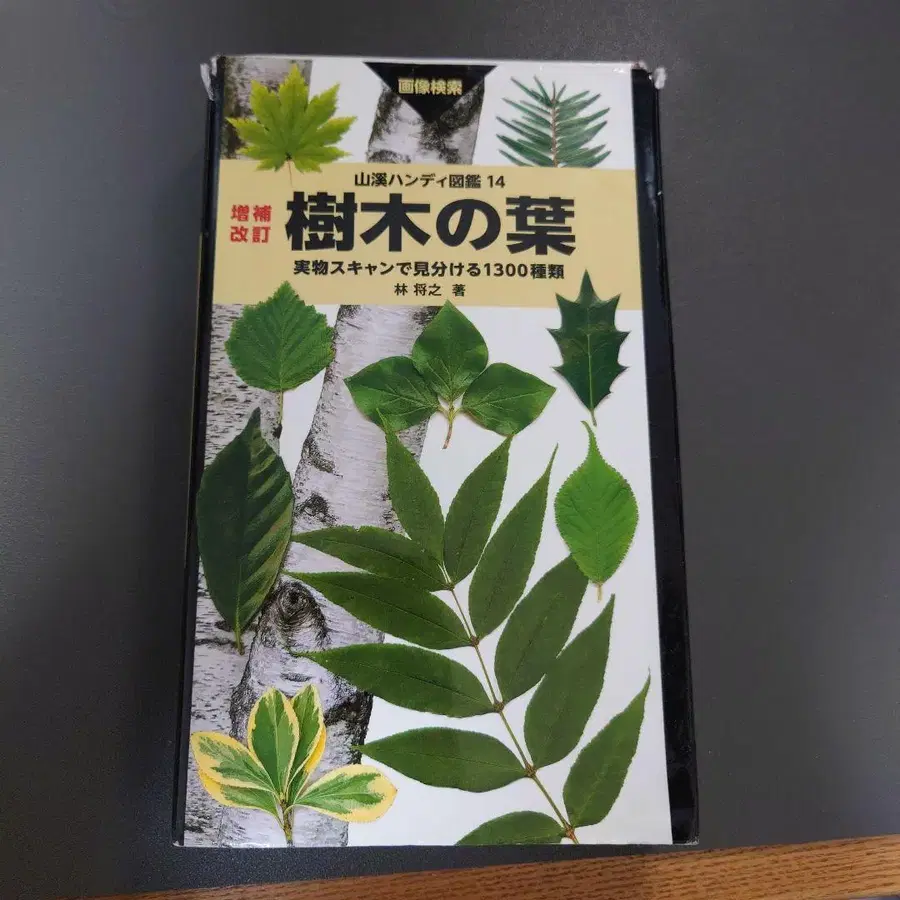 画像検索
山溪ハンディ図鑑 14
増補
改訂
樹木の葉
実物スキャンで見分ける1300種類
林 将之 著